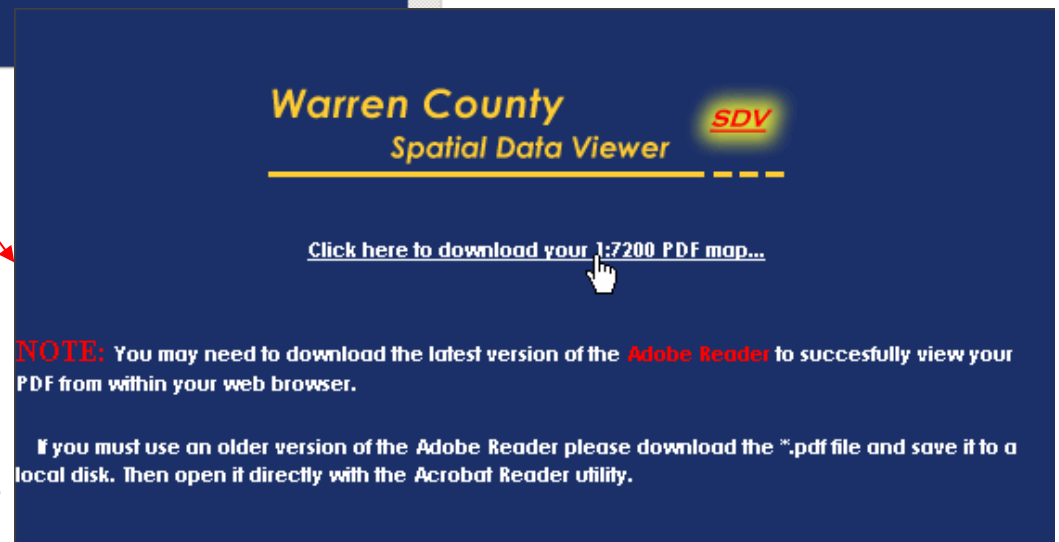 Warren County
SDV
Spatial Data Viewer
Click here to download your 1:7200 PDF map...
NOTE: You may need to download the latest version of the Adobe Reader to succesfully view your
PDF from within your web browser.
If you must use an older version of the Adobe Reader please download the *.pdf file and save it to a
local disk. Then open it directly with the Acrobat Reader utility.